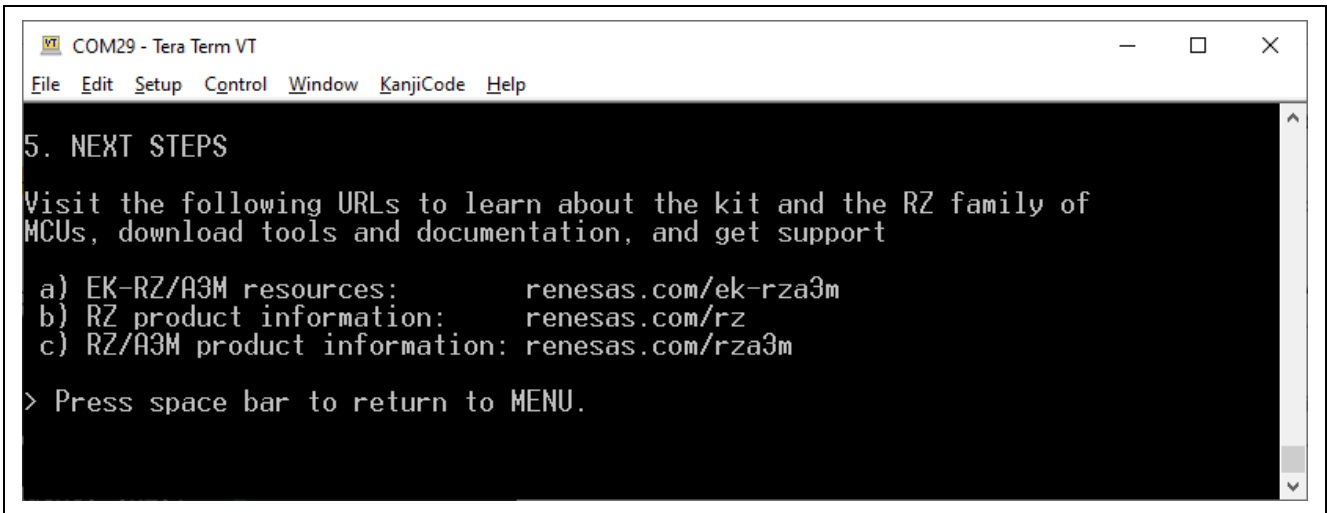 COM29 - Tera Term VT
File Edit Setup Control Window KanjiCode Help
5. NEXT STEPS
Visit the following URLs to learn about the kit and the RZ family of
MCUs, download tools and documentation, and get support
a) EK-RZ/A3M resources: renesas.com/ek-rza3m
b) RZ product information: renesas.com/rz
c) RZ/A3M product information: renesas.com/rza3m
> Press space bar to return to MENU.